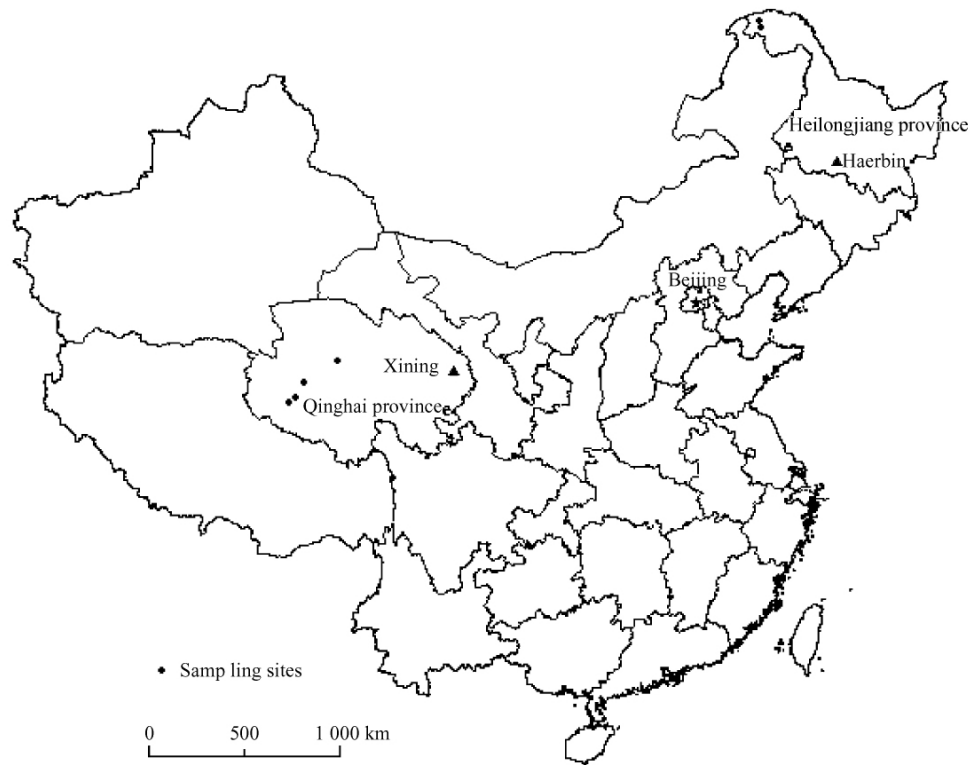 Heilongjiang province
Haerbin
Beijing
Xining
Qinghai province
Samp ling sites
0 500 1 000 km